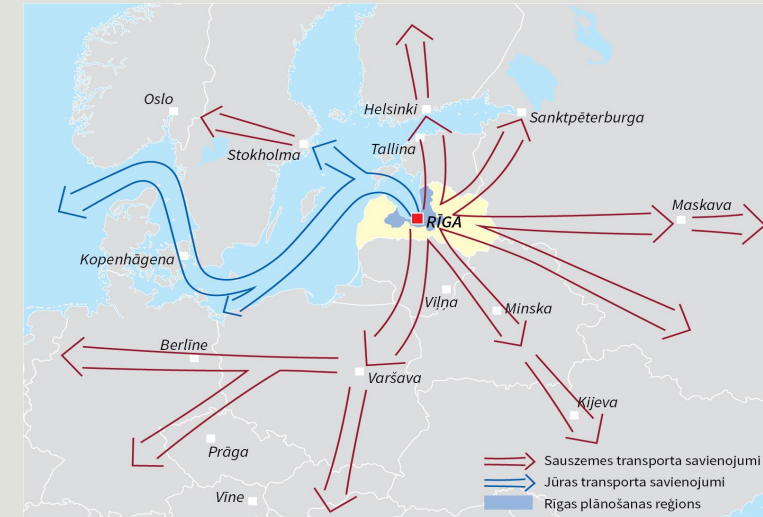 Oslo
Helsinki
Sanktpēterburga
Stokholma
Tallina
Maskava
RĪGA
Kopenhāgena
Viļņa
Minska
Berlīne
Varšava
Kijeva
Prāga
Vīne
Sauszemes transporta savienojumi
Jūras transporta savienojumi
Rīgas plānošanas reģions